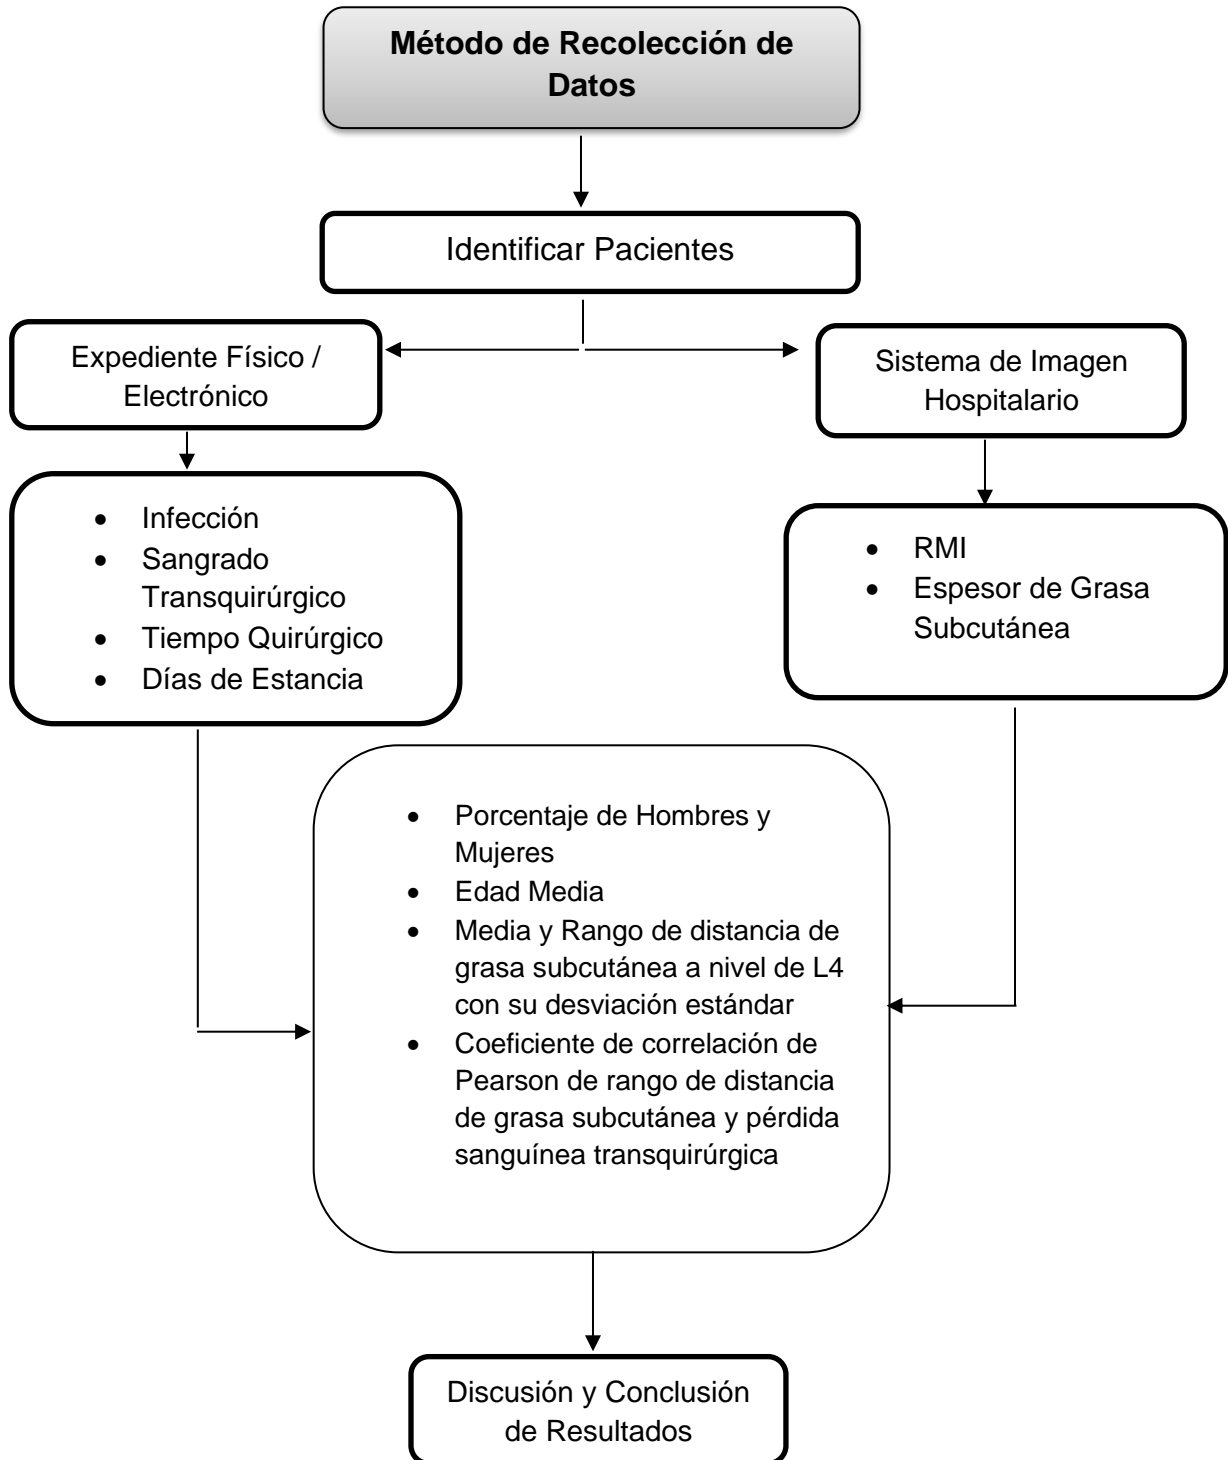 Método de Recolección de
Datos
Identificar Pacientes
Expediente Físico /
Electrónico
Sistema de Imagen
Hospitalario
• Infección
• Sangrado
Transquirúrgico
• Tiempo Quirúrgico
• Días de Estancia
• RMI
• Espesor de Grasa
Subcutánea
• Porcentaje de Hombres y
Mujeres
• Edad Media
• Media y Rango de distancia de
grasa subcutánea a nivel de L4
con su desviación estándar
• Coeficiente de correlación de
Pearson de rango de distancia
de grasa subcutánea y pérdida
sanguínea transquirúrgica
Discusión y Conclusión
de Resultados